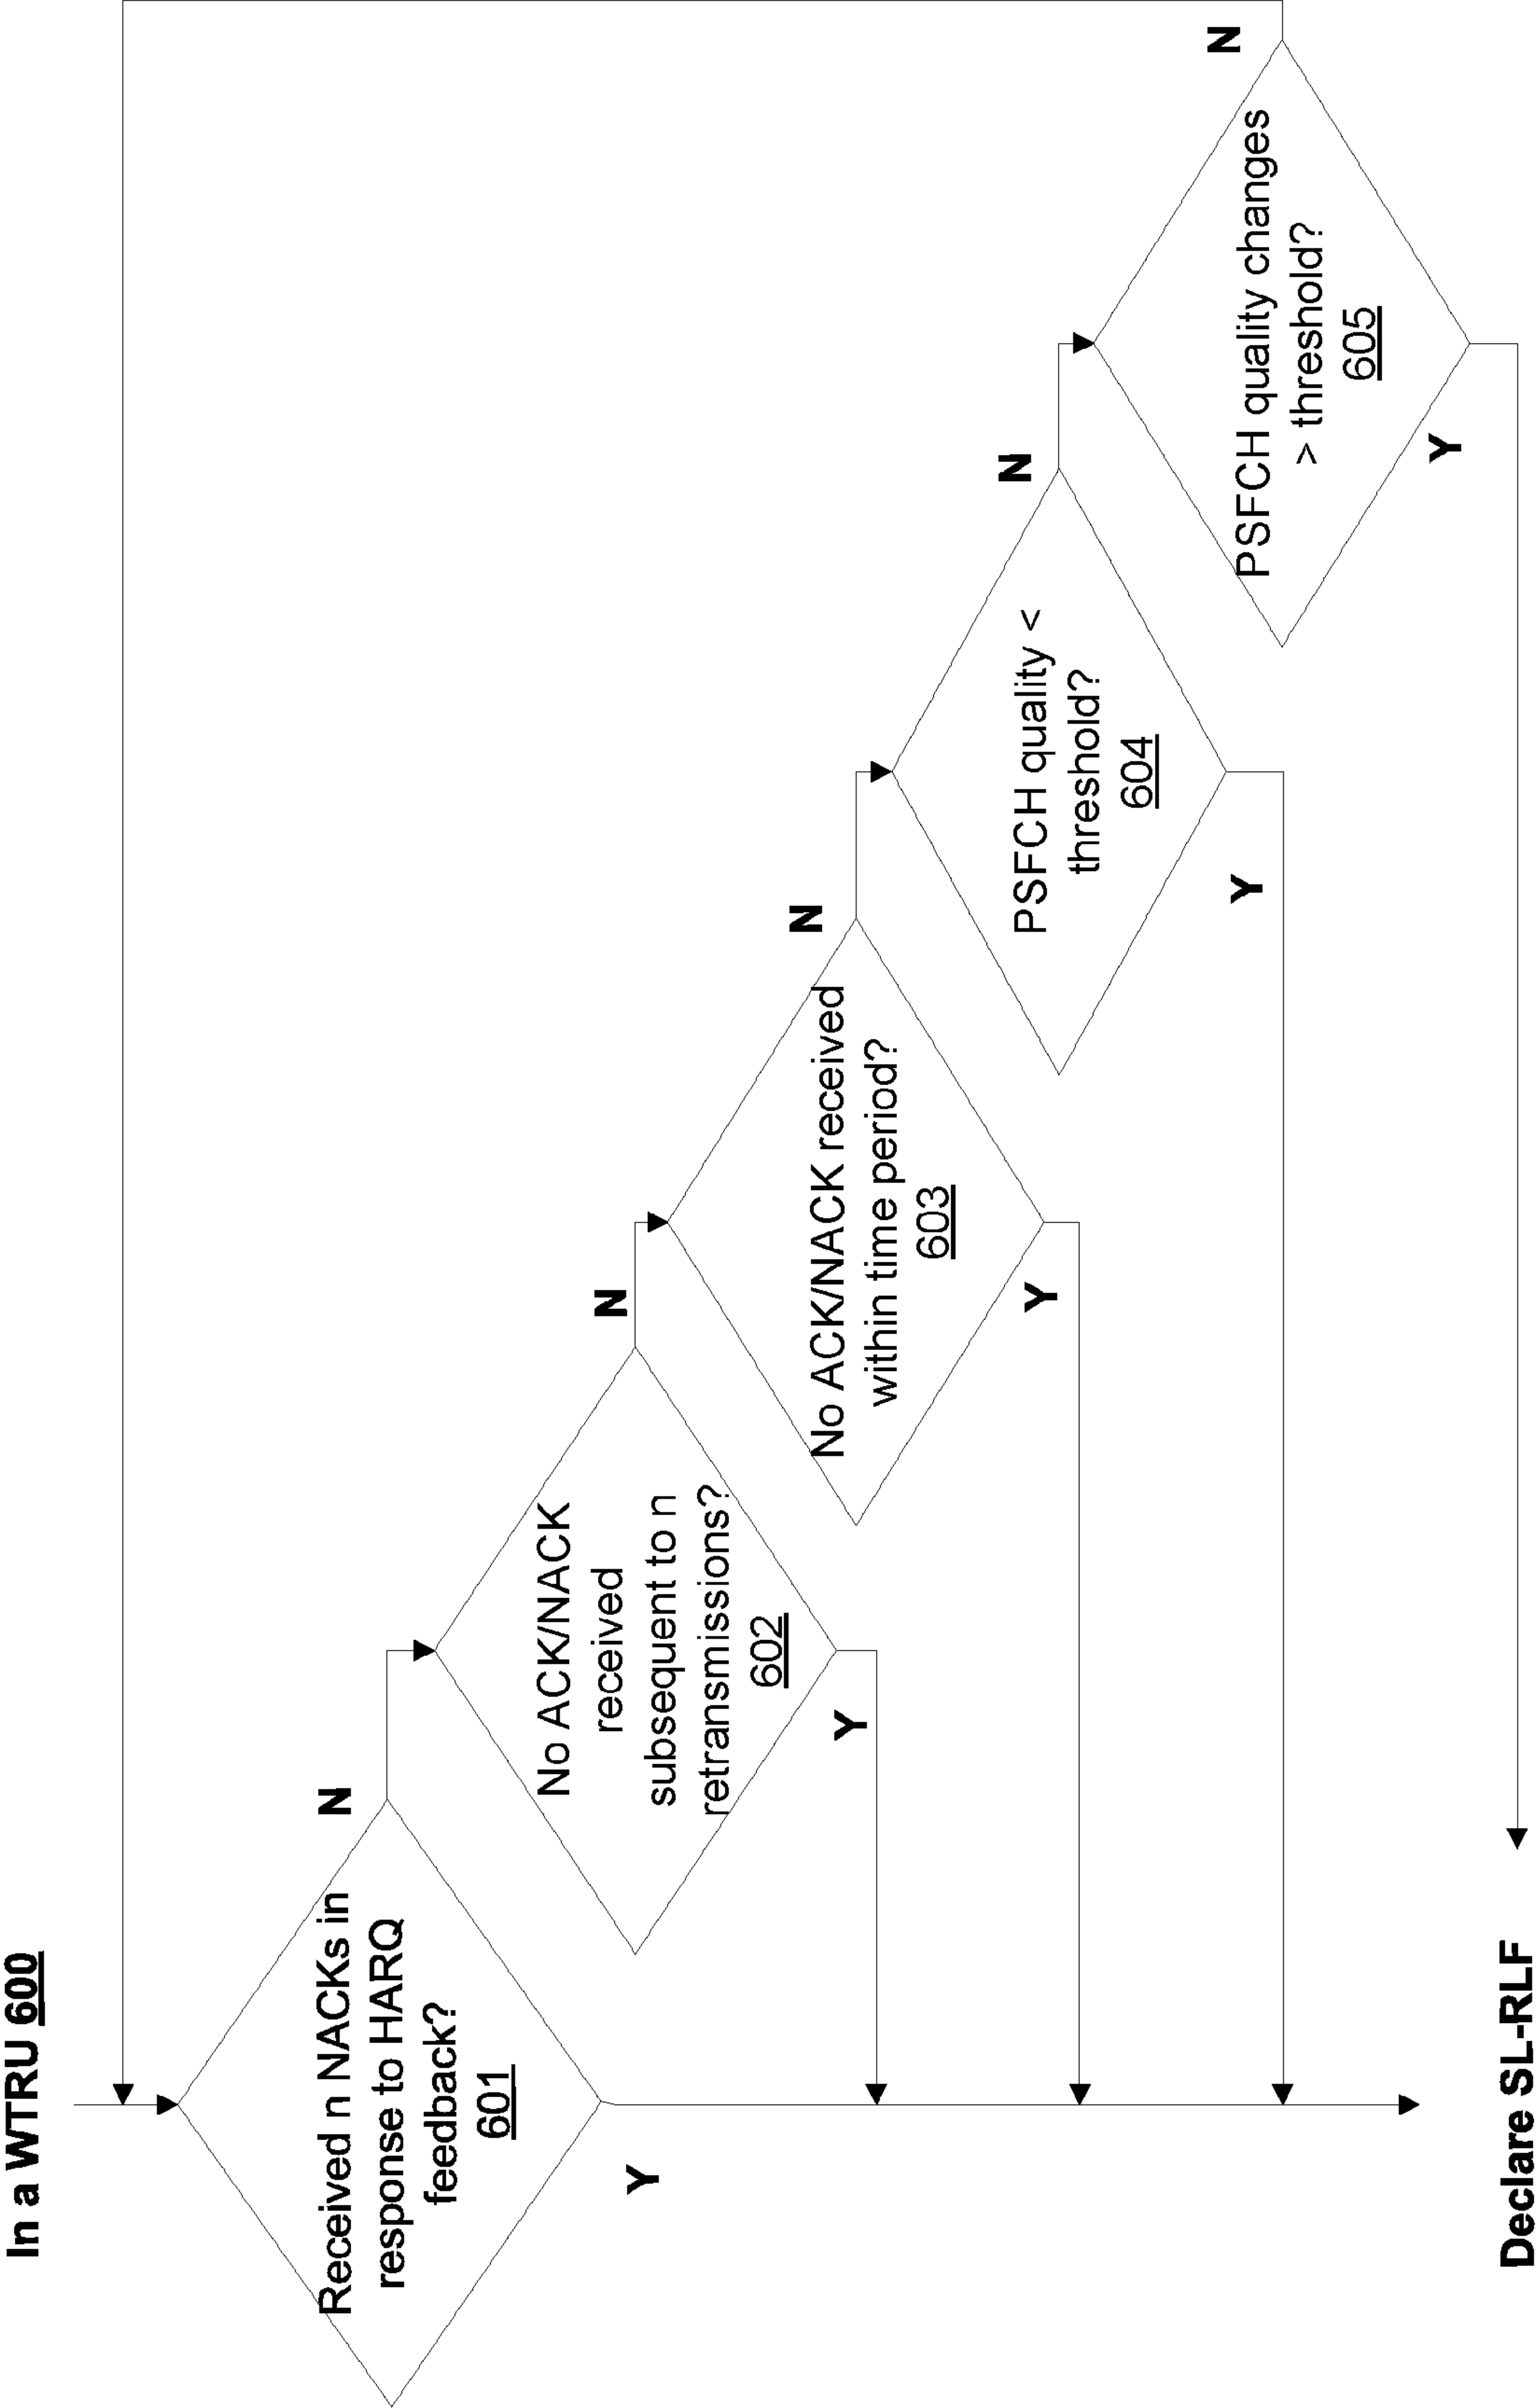 In a WTRU 600
Received n NACKs in
response to HARQ
feedback?
601
N
Y
No ACK/NACK
received
subsequent to n
retransmissions?
602
N
Y
No ACK/NACK received
within time period?
603
N
Y
PSFCH quality <
threshold?
604
N
Y
PSFCH quality changes
> threshold?
605
N
Y
Declare SL-RLF